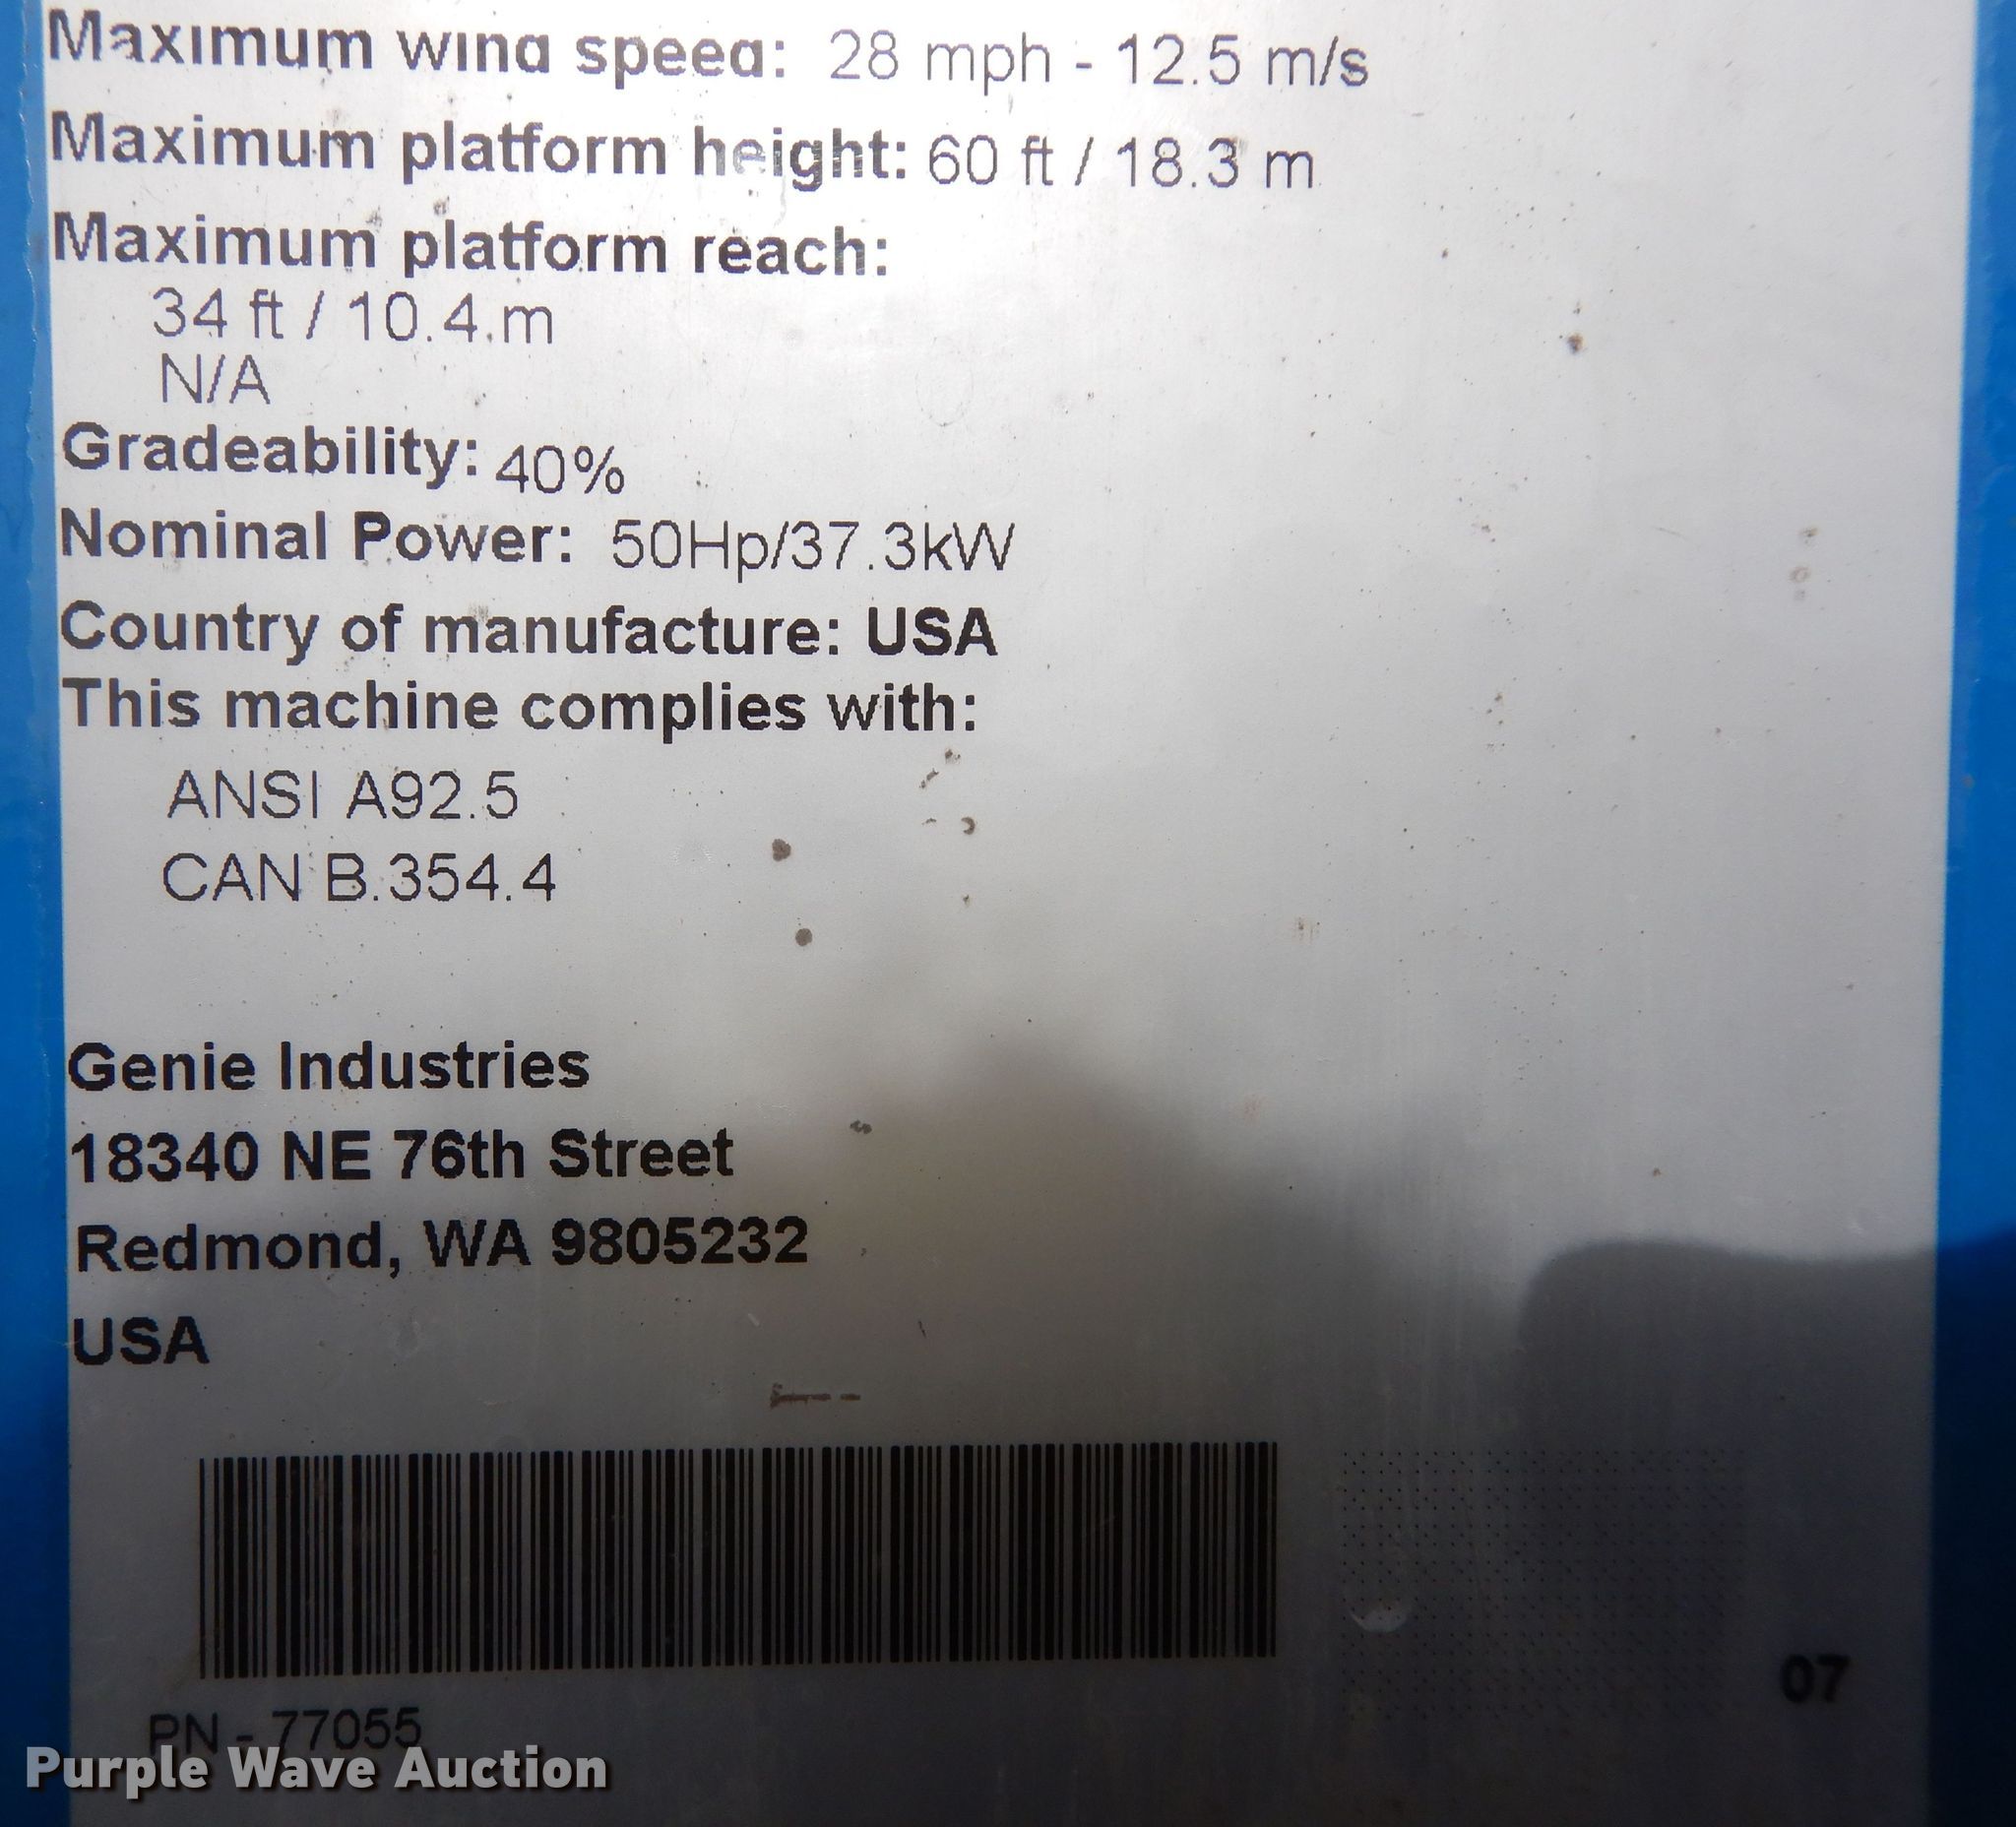 Maximum wind speed: 28 mph - 12.5 m/s
Maximum platform height: 60 ft / 18.3 m
Maximum platform reach:
34 ft / 10.4 m
N/A
Gradeability: 40%
Nominal Power: 50Hp/37.3kW
Country of manufacture: USA
This machine complies with:
ANSI A92.5
CAN B.354.4
Genie Industries
18340 NE 76th Street
Redmond, WA 9805232
USA
PN - 77055
07
Purple Wave Auction